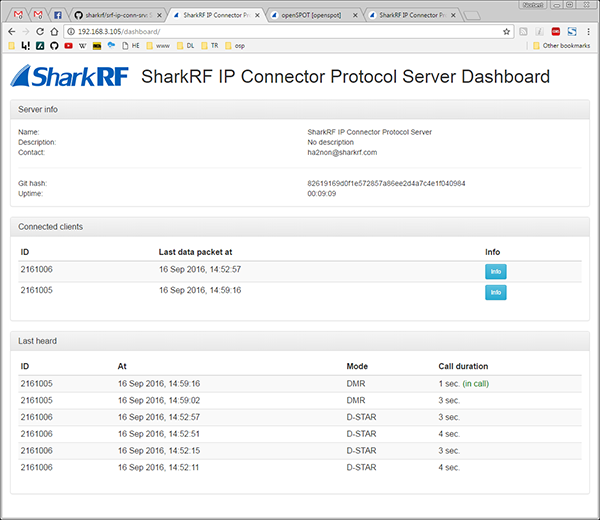 Norbert
sharkrf/srf-ip-conn-srv: S
SharkRF IP Connector Pro
openSPOT [openspot]
SharkRF IP Connector Pro
192.168.3.105/dashboard/
HE www DL TR osp Other bookmarks
SharkRF SharkRF IP Connector Protocol Server Dashboard
Server info
Name: SharkRF IP Connector Protocol Server
Description: No description
Contact: ha2non@sharkrf.com
Git hash: 82619169d0f1e572857a86ee2d4a7c4e1f040984
Uptime: 00:09:09
Connected clients
ID Last data packet at Info
2161006 16 Sep 2016, 14:52:57 Info
2161005 16 Sep 2016, 14:59:16 Info
Last heard
ID At Mode Call duration
2161005 16 Sep 2016, 14:59:16 DMR 1 sec. (in call)
2161005 16 Sep 2016, 14:59:02 DMR 3 sec.
2161006 16 Sep 2016, 14:52:57 D-STAR 3 sec.
2161006 16 Sep 2016, 14:52:51 D-STAR 4 sec.
2161006 16 Sep 2016, 14:52:15 D-STAR 3 sec.
2161006 16 Sep 2016, 14:52:11 D-STAR 4 sec.